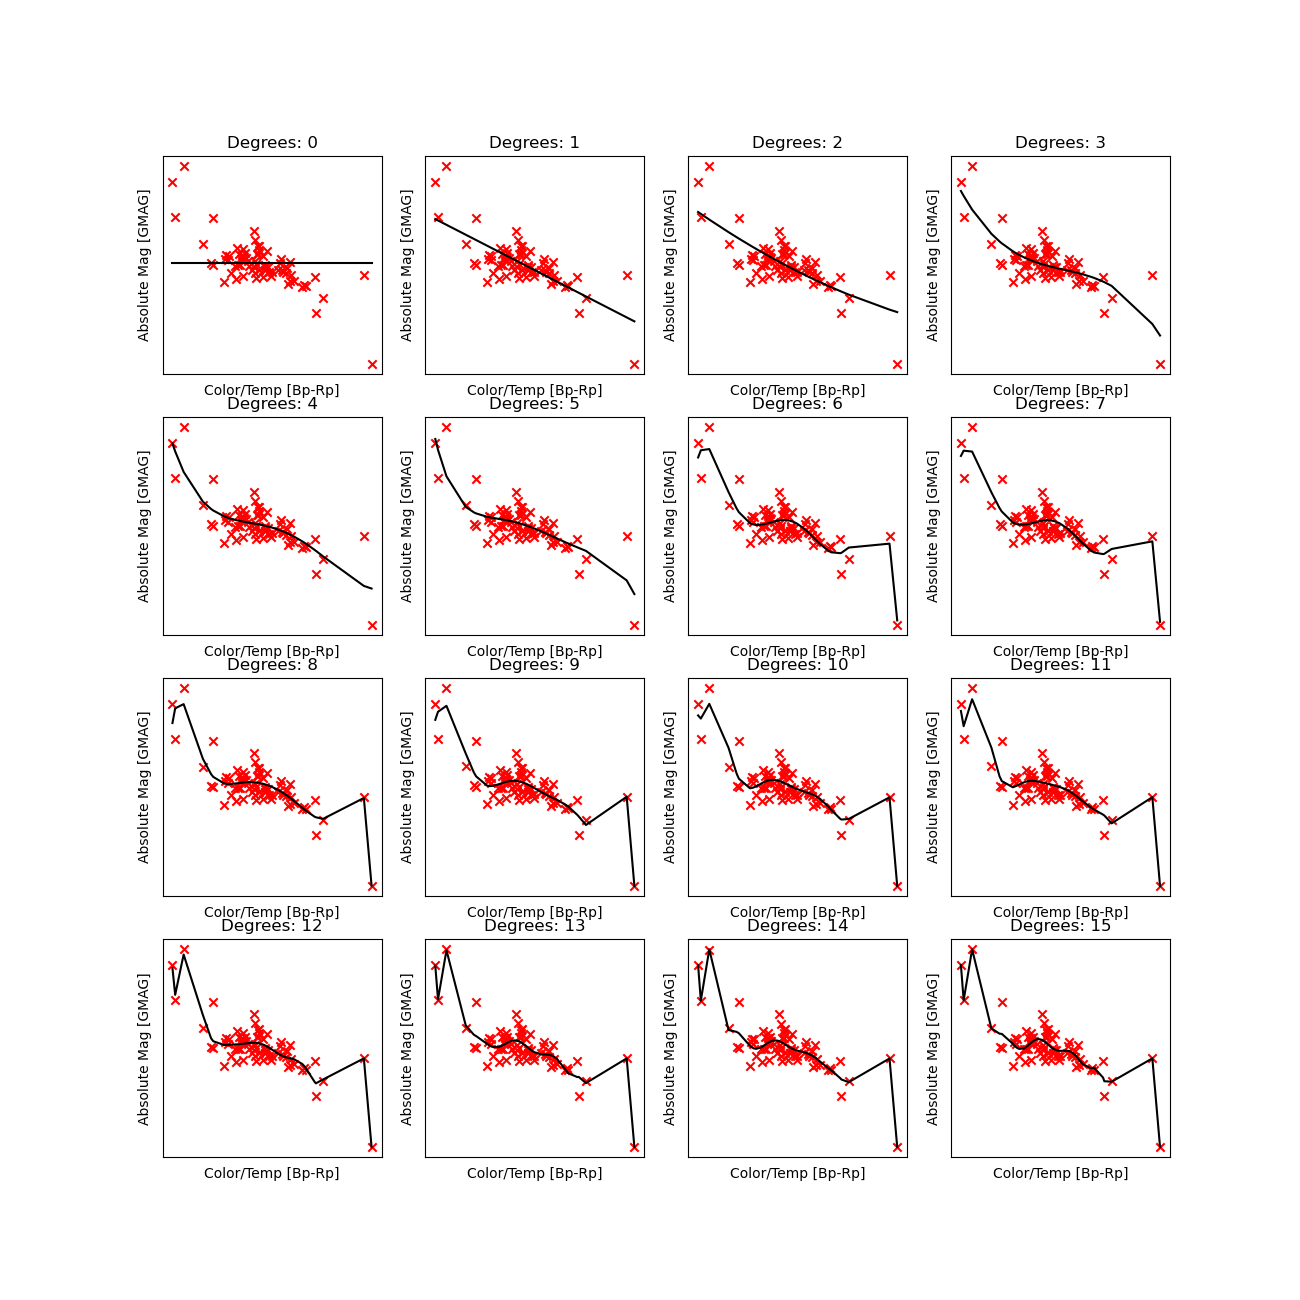 Degrees: 0
Degrees: 1
Degrees: 2
Degrees: 3
Absolute Mag [GMAG]
Absolute Mag [GMAG]
Absolute Mag [GMAG]
Absolute Mag [GMAG]
Color/Temp [Bp-Rp]
Color/Temp [Bp-Rp]
Color/Temp [Bp-Rp]
Color/Temp [Bp-Rp]
Degrees: 4
Degrees: 5
Degrees: 6
Degrees: 7
Absolute Mag [GMAG]
Absolute Mag [GMAG]
Absolute Mag [GMAG]
Absolute Mag [GMAG]
Color/Temp [Bp-Rp]
Color/Temp [Bp-Rp]
Color/Temp [Bp-Rp]
Color/Temp [Bp-Rp]
Degrees: 8
Degrees: 9
Degrees: 10
Degrees: 11
Absolute Mag [GMAG]
Absolute Mag [GMAG]
Absolute Mag [GMAG]
Absolute Mag [GMAG]
Color/Temp [Bp-Rp]
Color/Temp [Bp-Rp]
Color/Temp [Bp-Rp]
Color/Temp [Bp-Rp]
Degrees: 12
Degrees: 13
Degrees: 14
Degrees: 15
Absolute Mag [GMAG]
Absolute Mag [GMAG]
Absolute Mag [GMAG]
Absolute Mag [GMAG]
Color/Temp [Bp-Rp]
Color/Temp [Bp-Rp]
Color/Temp [Bp-Rp]
Color/Temp [Bp-Rp]